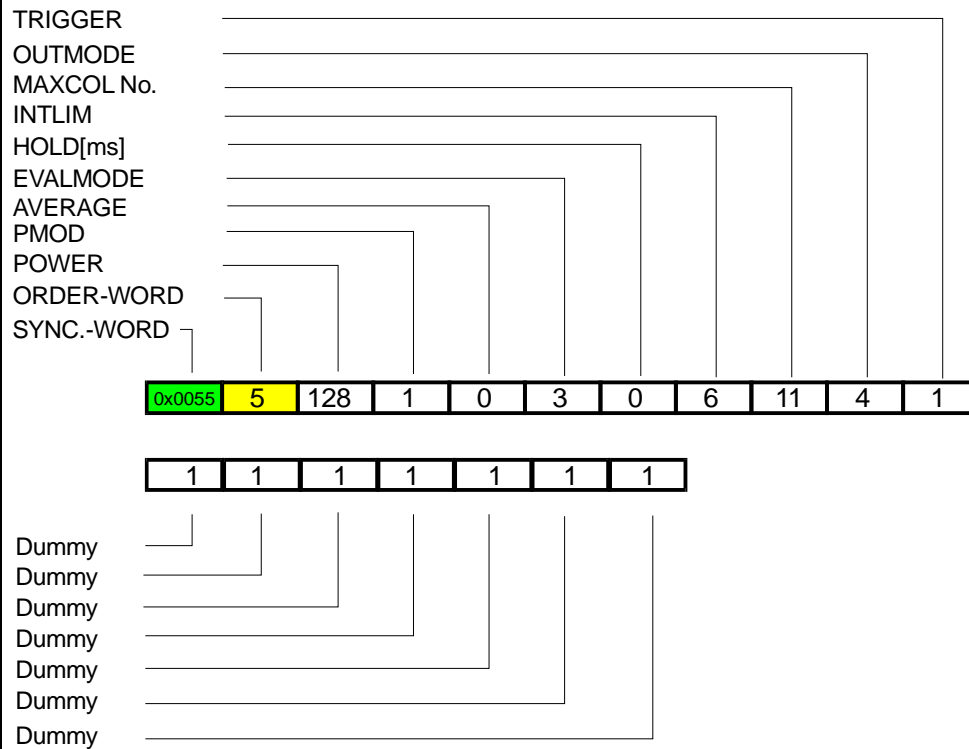 TRIGGER
OUTMODE
MAXCOL No.
INTLIM
HOLD[ms]
EVALMODE
AVERAGE
PMOD
POWER
ORDER-WORD
SYNC.-WORD
0x0055 5 128 1 0 3 0 6 11 4 1
1 1 1 1 1 1 1
Dummy
Dummy
Dummy
Dummy
Dummy
Dummy
Dummy